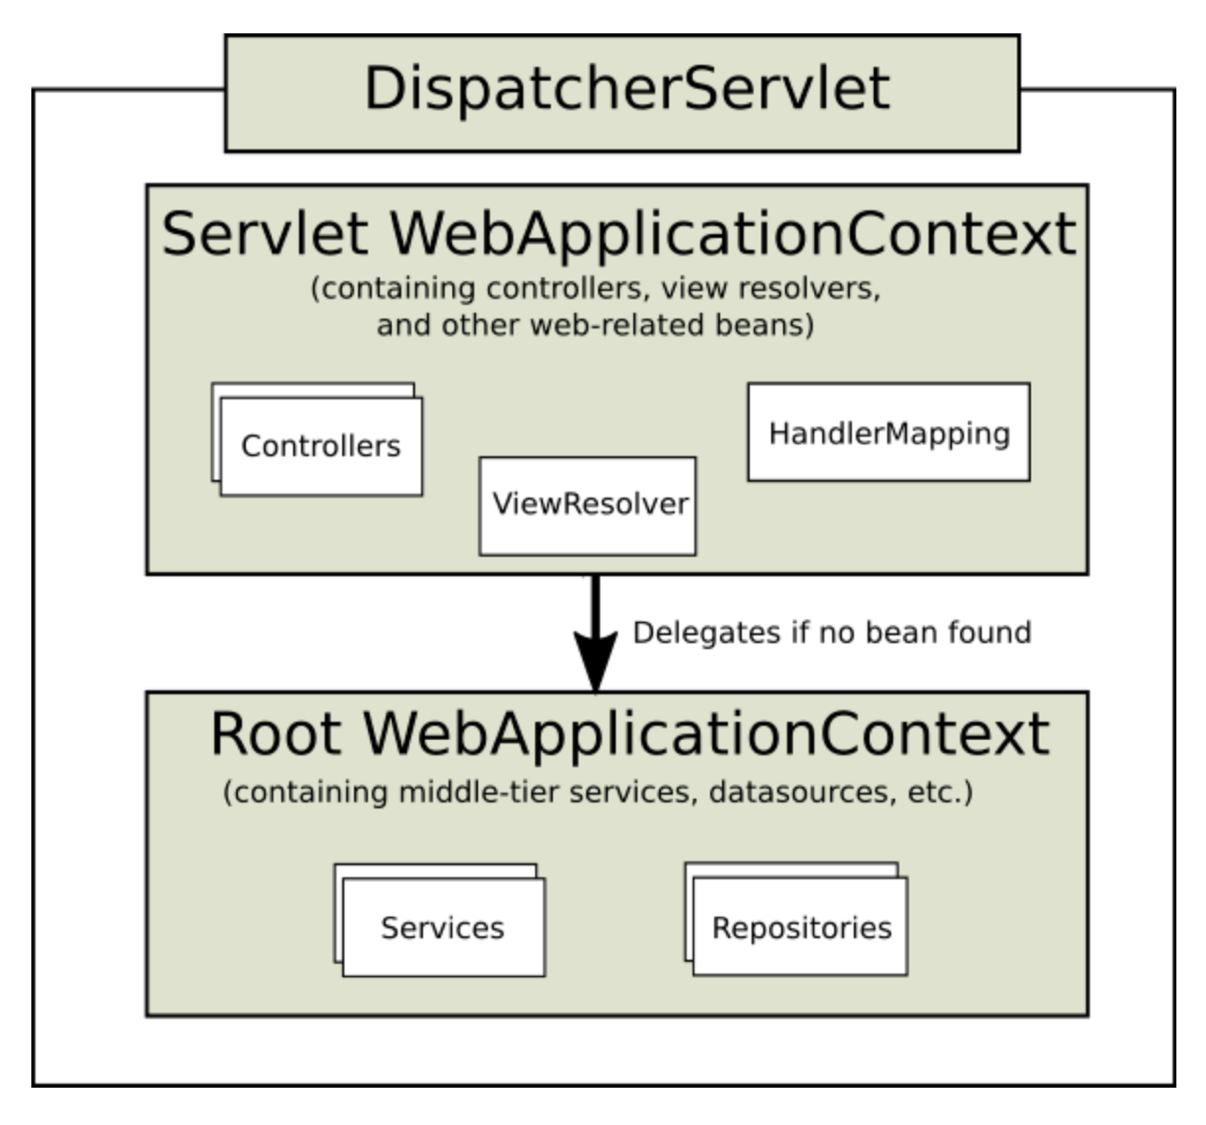 DispatcherServlet
Servlet WebApplicationContext
(containing controllers, view resolvers,
and other web-related beans)
Controllers
HandlerMapping
ViewResolver
Delegates if no bean found
Root WebApplicationContext
(containing middle-tier services, datasources, etc.)
Services
Repositories